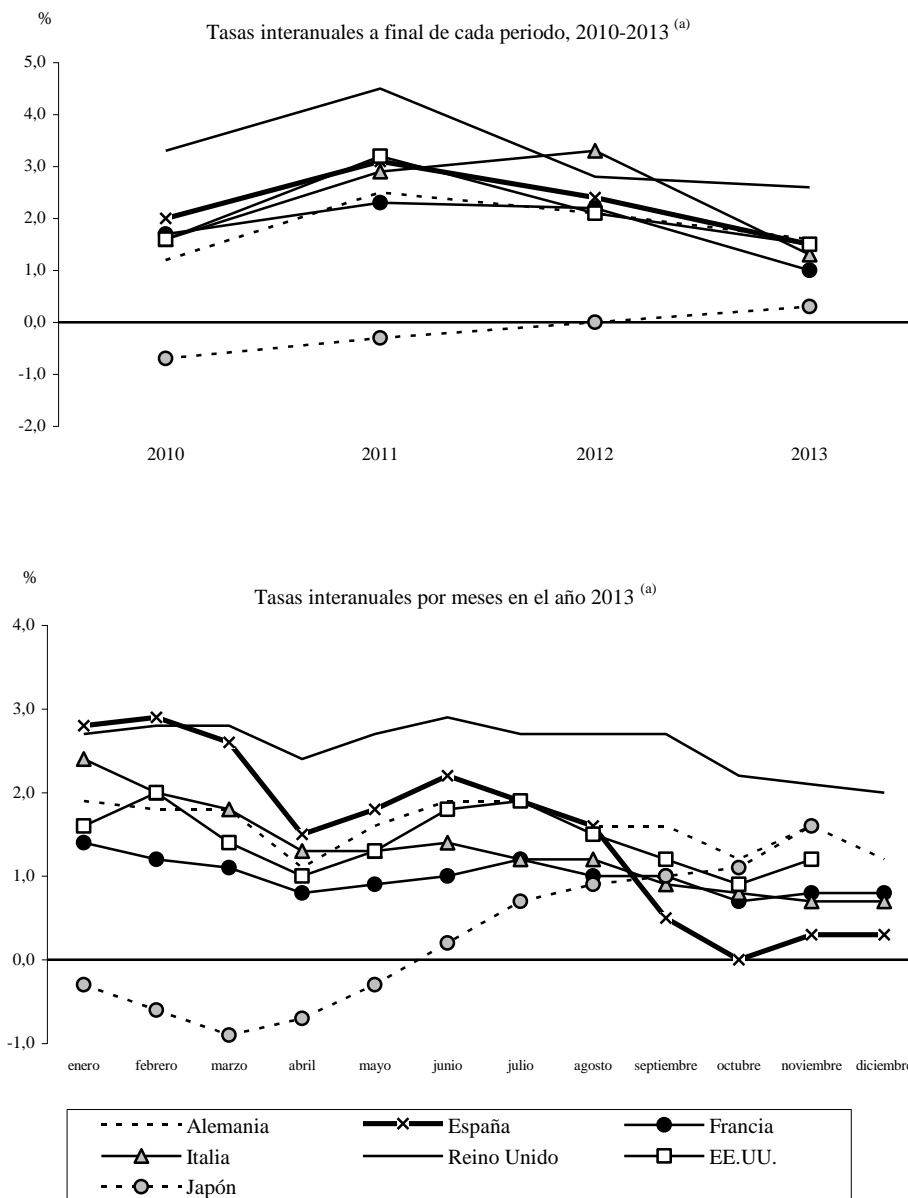 %
Tasas interanuales a final de cada periodo, 2010-2013 (a)
5,0
4,0
3,0
2,0
1,0
0,0
-1,0
-2,0
2010 2011 2012 2013
%
Tasas interanuales por meses en el año 2013 (a)
4,0
3,0
2,0
1,0
0,0
-1,0
enero febrero marzo abril mayo junio julio agosto septiembre octubre noviembre diciembre
Alemania España Francia
Italia Reino Unido EE.UU.
Japón